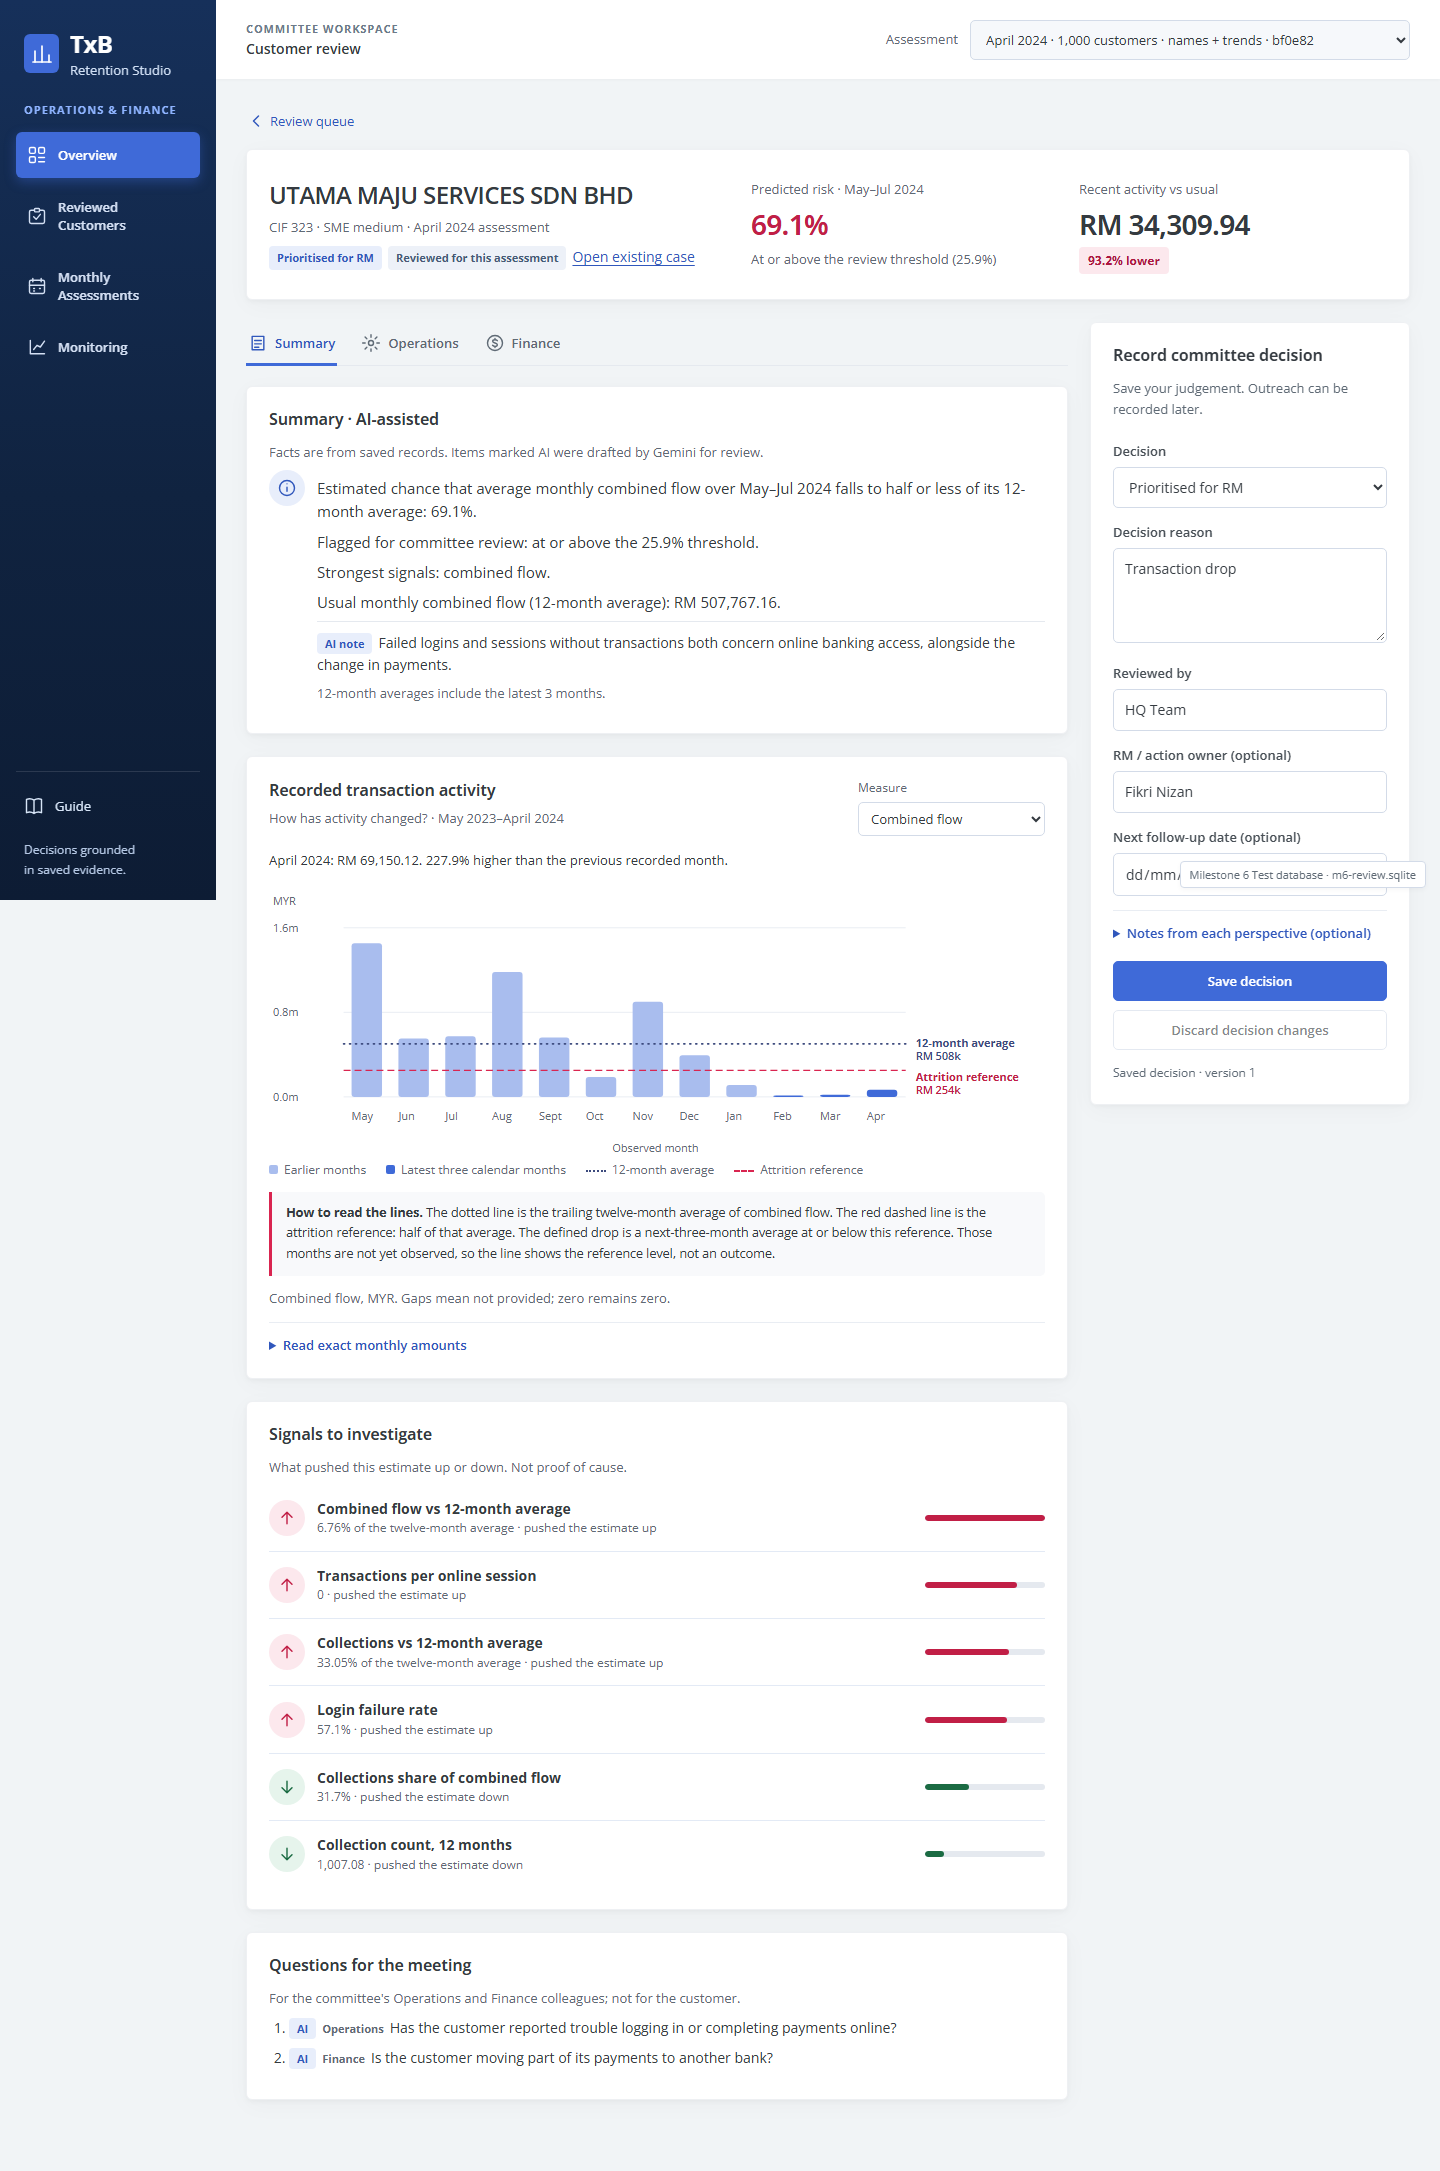 TxB
Retention Studio
OPERATIONS & FINANCE
Overview
Reviewed
Customers
Monthly
Assessments
Monitoring
Guide
Decisions grounded
in saved evidence.
COMMITTEE WORKSPACE
Customer review
Assessment
April 2024 · 1,000 customers · names + trends · bf0e82
Review queue
UTAMA MAJU SERVICES SDN BHD
CIF 323 · SME medium · April 2024 assessment
Prioritised for RM
Reviewed for this assessment
Open existing case
Predicted risk · May–Jul 2024
69.1%
At or above the review threshold (25.9%)
Recent activity vs usual
RM 34,309.94
93.2% lower
Summary
Operations
Finance
Summary · AI-assisted
Facts are from saved records. Items marked AI were drafted by Gemini for review.
Estimated chance that average monthly combined flow over May–Jul 2024 falls to half or less of its 12-
month average: 69.1%.
Flagged for committee review: at or above the 25.9% threshold.
Strongest signals: combined flow.
Usual monthly combined flow (12-month average): RM 507,767.16.
AI note Failed logins and sessions without transactions both concern online banking access, alongside the
change in payments.
12-month averages include the latest 3 months.
Recorded transaction activity
How has activity changed? · May 2023–April 2024
Measure
Combined flow
April 2024: RM 69,150.12. 227.9% higher than the previous recorded month.
MYR
1.6m
0.8m
0.0m
12-month average
RM 508k
Attrition reference
RM 254k
May Jun Jul Aug Sept Oct Nov Dec Jan Feb Mar Apr
Observed month
Earlier months
Latest three calendar months
12-month average
Attrition reference
How to read the lines. The dotted line is the trailing twelve-month average of combined flow. The red dashed line is the
attrition reference: half of that average. The defined drop is a next-three-month average at or below this reference. Those
months are not yet observed, so the line shows the reference level, not an outcome.
Combined flow, MYR. Gaps mean not provided; zero remains zero.
Read exact monthly amounts
Signals to investigate
What pushed this estimate up or down. Not proof of cause.
Combined flow vs 12-month average
6.76% of the twelve-month average · pushed the estimate up
Transactions per online session
0 · pushed the estimate up
Collections vs 12-month average
33.05% of the twelve-month average · pushed the estimate up
Login failure rate
57.1% · pushed the estimate up
Collections share of combined flow
31.7% · pushed the estimate down
Collection count, 12 months
1,007.08 · pushed the estimate down
Questions for the meeting
For the committee's Operations and Finance colleagues; not for the customer.
1. AI Operations Has the customer reported trouble logging in or completing payments online?
2. AI Finance Is the customer moving part of its payments to another bank?
Record committee decision
Save your judgement. Outreach can be
recorded later.
Decision
Prioritised for RM
Decision reason
Transaction drop
Reviewed by
HQ Team
RM / action owner (optional)
Fikri Nizan
Next follow-up date (optional)
dd/mm/
Milestone 6 Test database · m6-review.sqlite
Notes from each perspective (optional)
Save decision
Discard decision changes
Saved decision · version 1